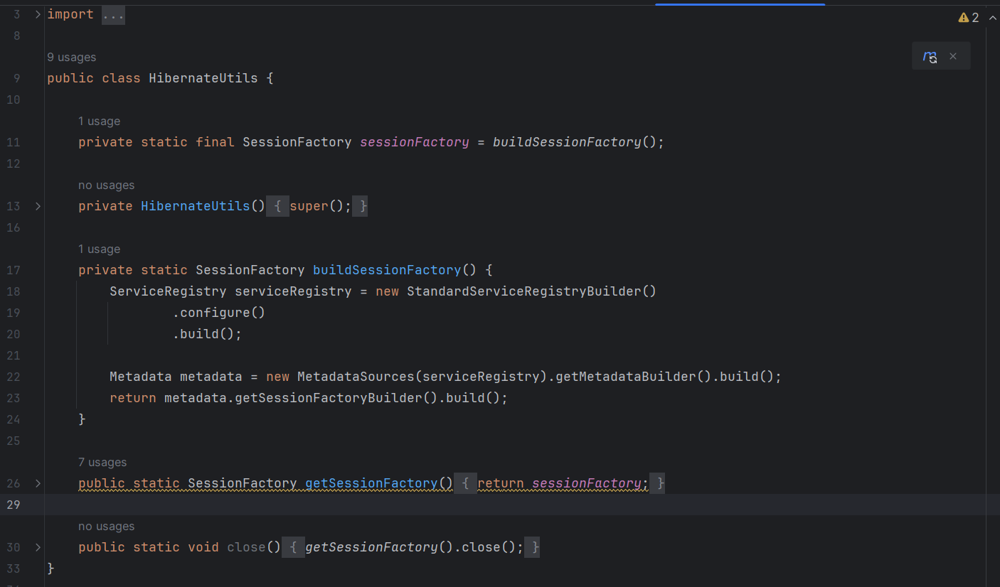 3 import ...
2
8
9 usages
9 public class HibernateUtils {
10
1 usage
11 private static final SessionFactory sessionFactory = buildSessionFactory();
12
no usages
13 private HibernateUtils() { super(); }
16
1 usage
17 private static SessionFactory buildSessionFactory() {
18 ServiceRegistry serviceRegistry = new StandardServiceRegistryBuilder()
19 .configure()
20 .build();
21
22 Metadata metadata = new MetadataSources(serviceRegistry).getMetadataBuilder().build();
23 return metadata.getSessionFactoryBuilder().build();
24 }
25
7 usages
26 public static SessionFactory getSessionFactory() { return sessionFactory; }
29
no usages
30 public static void close() { getSessionFactory().close(); }
33 }